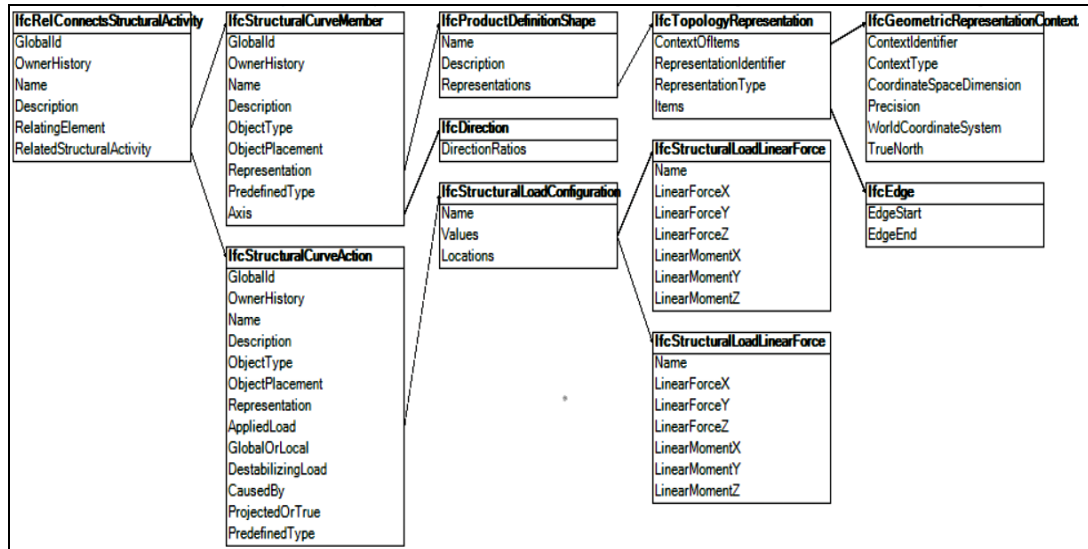 IfcRelConnectsStructuralActivity
GlobalId
OwnerHistory
Name
Description
RelatingElement
RelatedStructuralActivity
IfcStructuralCurveMember
GlobalId
OwnerHistory
Name
Description
ObjectType
ObjectPlacement
Representation
PredefinedType
Axis
IfcStructuralCurveAction
GlobalId
OwnerHistory
Name
Description
ObjectType
ObjectPlacement
Representation
AppliedLoad
GlobalOrLocal
DestabilizingLoad
CausedBy
ProjectedOrTrue
PredefinedType
IfcProductDefinitionShape
Name
Description
Representations
IfcDirection
DirectionRatios
IfcStructuralLoadConfiguration
Name
Values
Locations
IfcTopologyRepresentation
ContextOfItems
RepresentationIdentifier
RepresentationType
Items
IfcStructuralLoadLinearForce
Name
LinearForceX
LinearForceY
LinearForceZ
LinearMomentX
LinearMomentY
LinearMomentZ
IfcStructuralLoadLinearForce
Name
LinearForceX
LinearForceY
LinearForceZ
LinearMomentX
LinearMomentY
LinearMomentZ
IfcGeometricRepresentationContext
ContextIdentifier
ContextType
CoordinateSpaceDimension
Precision
WorldCoordinateSystem
TrueNorth
IfcEdge
EdgeStart
EdgeEnd